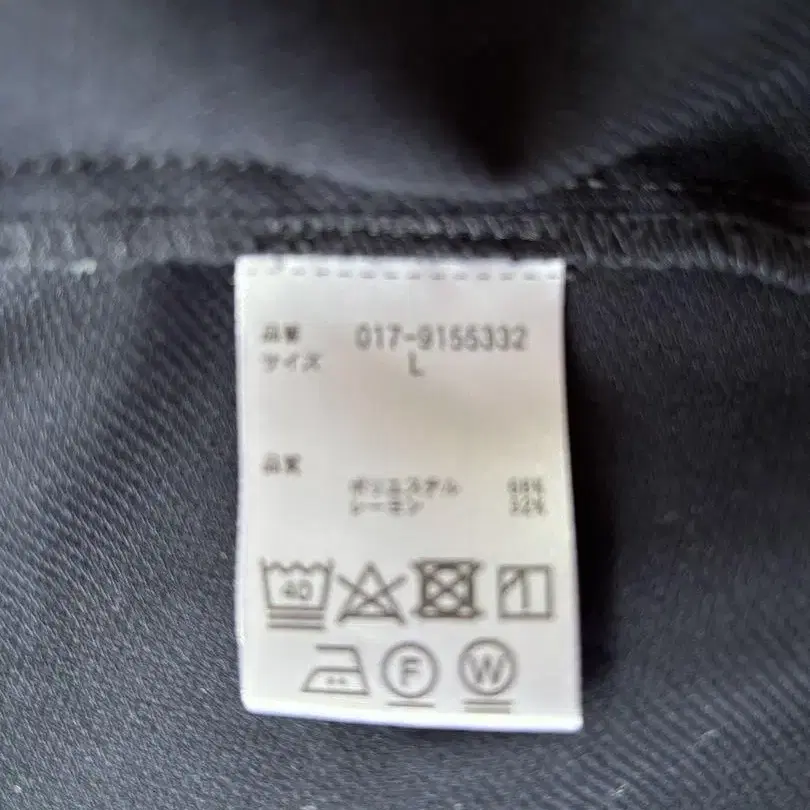 品番 017-9155332
サイズ L
品質
ポリエステル 68%
レーヨン 32%
40
F W